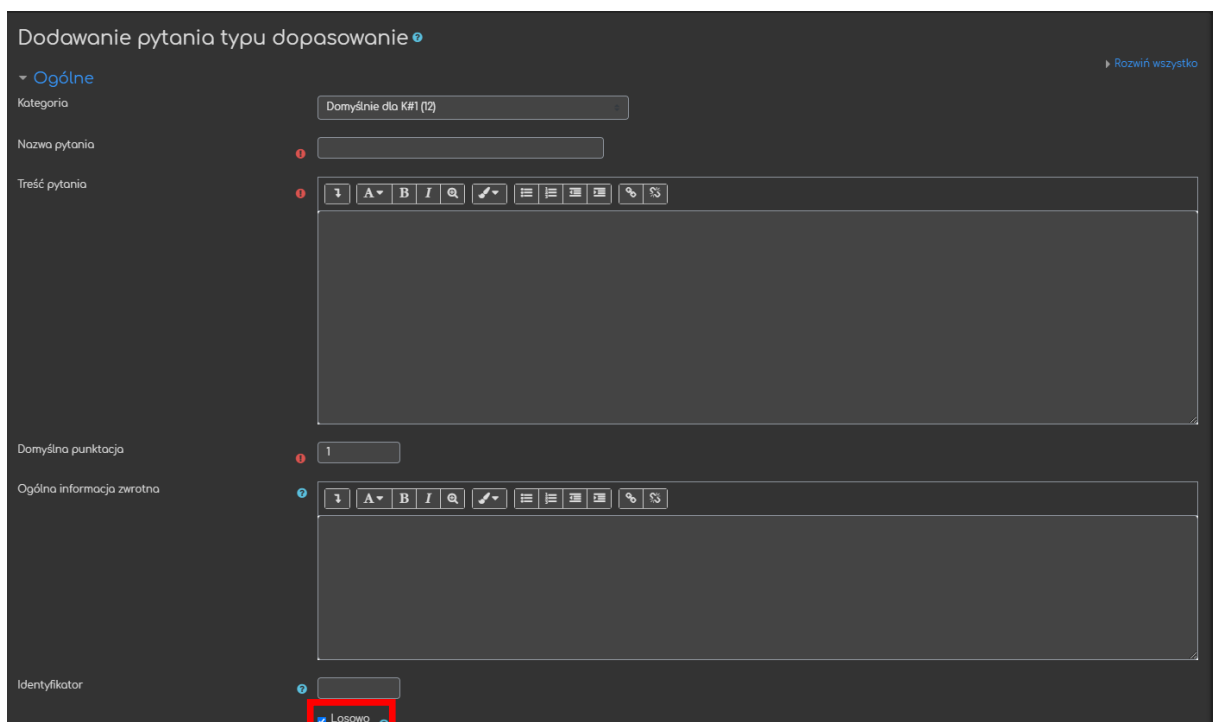 Dodawanie pytania typu dopasowanie
Rozwiń wszystko
Ogólne
Kategoria
Domyślnie dla K#1 (12)
Nazwa pytania
Treść pytania
A B I
Domyślna punktacja
1
Ogólna informacja zwrotna
A B I
Identyfikator
Losowo